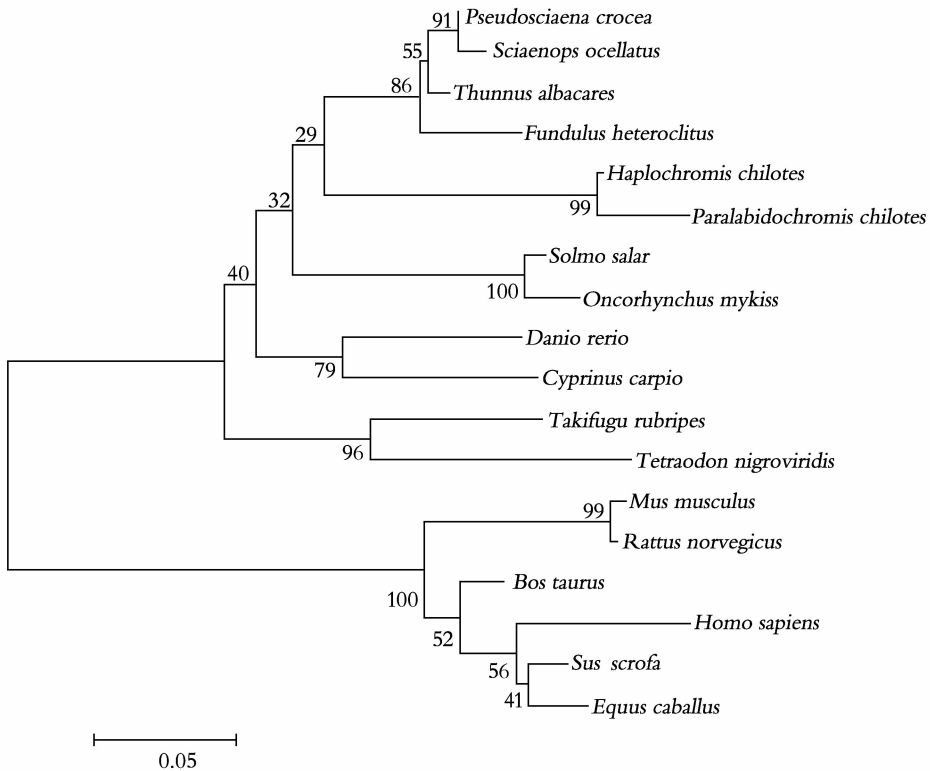 91 Pseudosciaena crocea
55 Sciaenops ocellatus
86 Thunnus albacares
29 Fundulus heteroclitus
Haplochromis chilotes
32 99 Paralabidochromis chilotes
Solmo salar
40 100 Oncorhynchus mykiss
Danio rerio
79 Cyprinus carpio
Takifugu rubripes
96 Tetraodon nigroviridis
99 Mus musculus
Rattus norvegicus
100 Bos taurus
52 Homo sapiens
56 Sus scrofa
41 Equus caballus
0.05